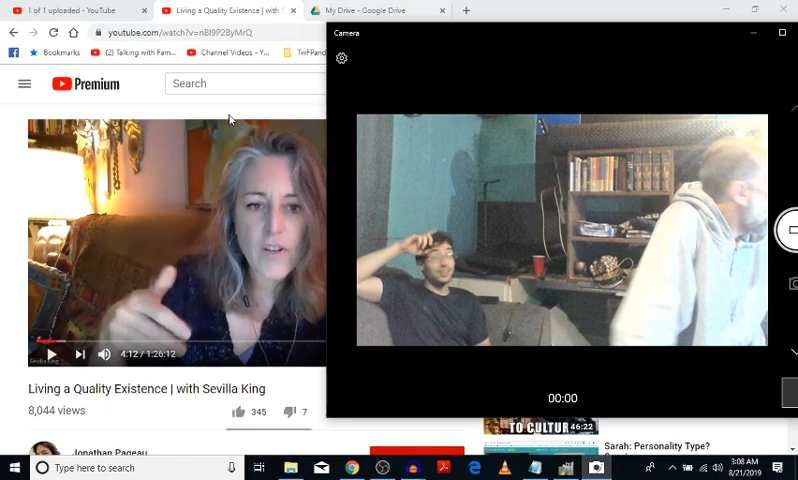 1 of 1 uploaded - YouTube
Living a Quality Existence | with S
My Drive - Google Drive
youtube.com/watch?v=nBI9P2ByMrQ
Bookmarks
(2) Talking with Fam...
Channel Videos - Y...
TwFPand
Camera
Premium
Search
4:12 / 1:26:12
Sevilla King
00:00
Living a Quality Existence | with Sevilla King
8,044 views
345
7
TO CULTUR
46:22
Jonathan Pageau
Sarah: Personality Type?
Type here to search
3:08 AM
8/21/2019